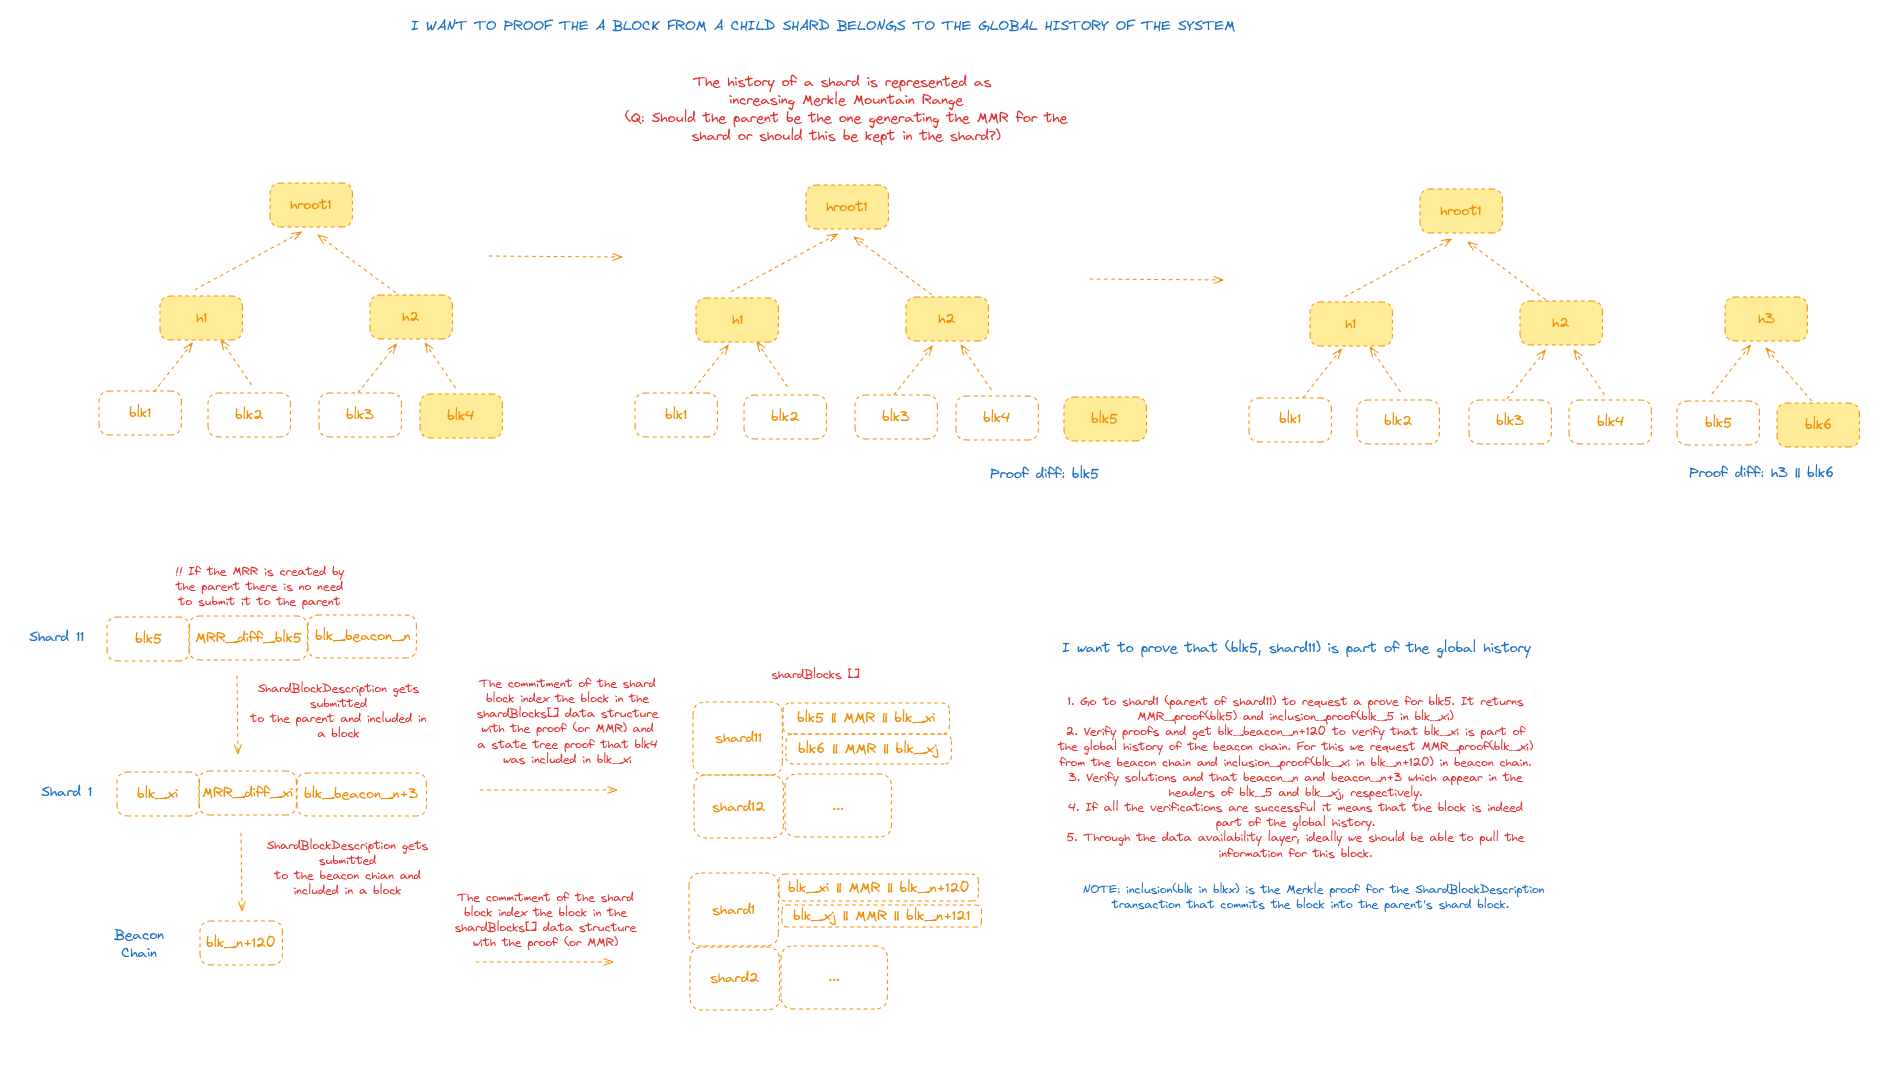 I WANT TO PROOF THE A BLOCK FROM A CHILD SHARD BELONGS TO THE GLOBAL HISTORY OF THE SYSTEM
The history of a shard is represented as
increasing Merkle Mountain Range
(Q: Should the parent be the one generating the MMR for the
shard or should this be kept in the shard?)
hroot1
h1
h2
blk1
blk2
blk3
blk4
hroot1
h1
h2
blk1
blk2
blk3
blk4
blk5
Proof diff: blk5
hroot1
h1
h2
h3
blk1
blk2
blk3
blk4
blk5
blk6
Proof diff: h3 || blk6
!! If the MRR is created by
the parent there is no need
to submit it to the parent
Shard 11
blk5
MRR_diff_blk5
blk_beacon_n
ShardBlockDescription gets
submitted
to the parent and included in
a block
Shard 1
blk_xi
MRR_diff_xi
blk_beacon_n+3
ShardBlockDescription gets
submitted
to the beacon chian and
included in a block
Beacon
Chain
blk_n+120
The commitment of the shard
block index the block in the
shardBlocks[] data structure
with the proof (or MMR) and
a state tree proof that blk4
was included in blk_xi
The commitment of the shard
block index the block in the
shardBlocks[] data structure
with the proof (or MMR)
shardBlocks []
shard11
blk5 || MMR || blk_xi
blk6 || MMR || blk_xj
shard12
...
shard1
blk_xi || MMR || blk_n+120
blk_xj || MMR || blk_n+121
shard2
...
I want to prove that (blk5, shard11) is part of the global history
1. Go to shard1 (parent of shard11) to request a prove for blk5. It returns
MMR_proof(blk5) and inclusion_proof(blk_5 in blk_xi)
2. Verify proofs and get blk_beacon_n+120 to verify that blk_xi is part of
the global history of the beacon chain. For this we request MMR_proof(blk_xi)
from the beacon chain and inclusion_proof(blk_xi in blk_n+120) in beacon chain.
3. Verify solutions and that beacon_n and beacon_n+3 which appear in the
headers of blk_5 and blk_xj, respectively.
4. If all the verifications are successful it means that the block is indeed
part of the global history.
5. Through the data availability layer, ideally we should be able to pull the
information for this block.
NOTE: inclusion(blk in blkx) is the Merkle proof for the ShardBlockDescription
transaction that commits the block into the parent's shard block.